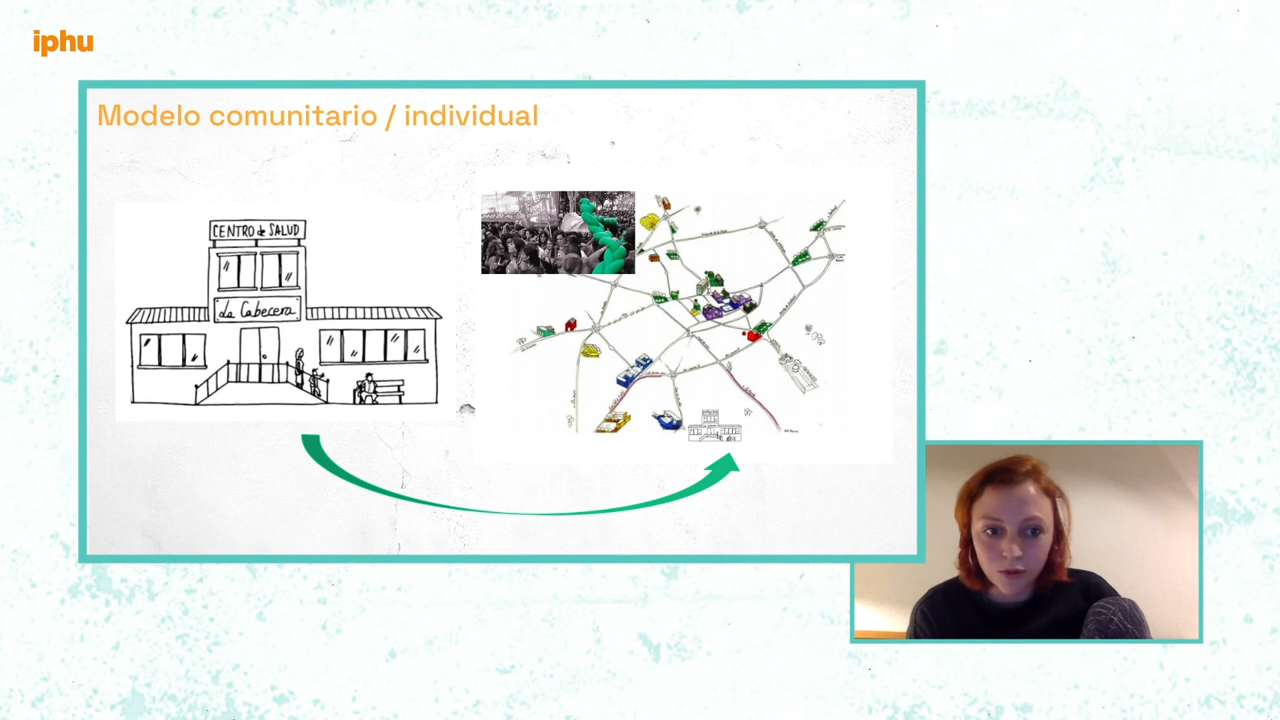 iphu
Modelo comunitario / individual
CENTRO de SALUD
La Cabecera